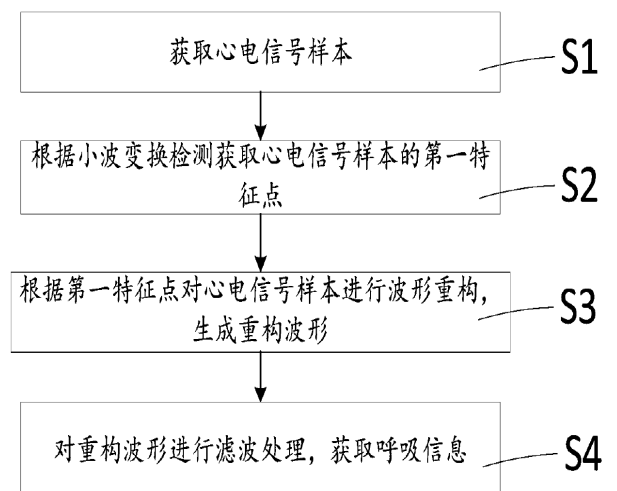 获取心电信号样本
S1
根据小波变换检测获取心电信号样本的第一特
征点
S2
根据第一特征点对心电信号样本进行波形重构,
生成重构波形
S3
对重构波形进行滤波处理，获取呼吸信息
S4